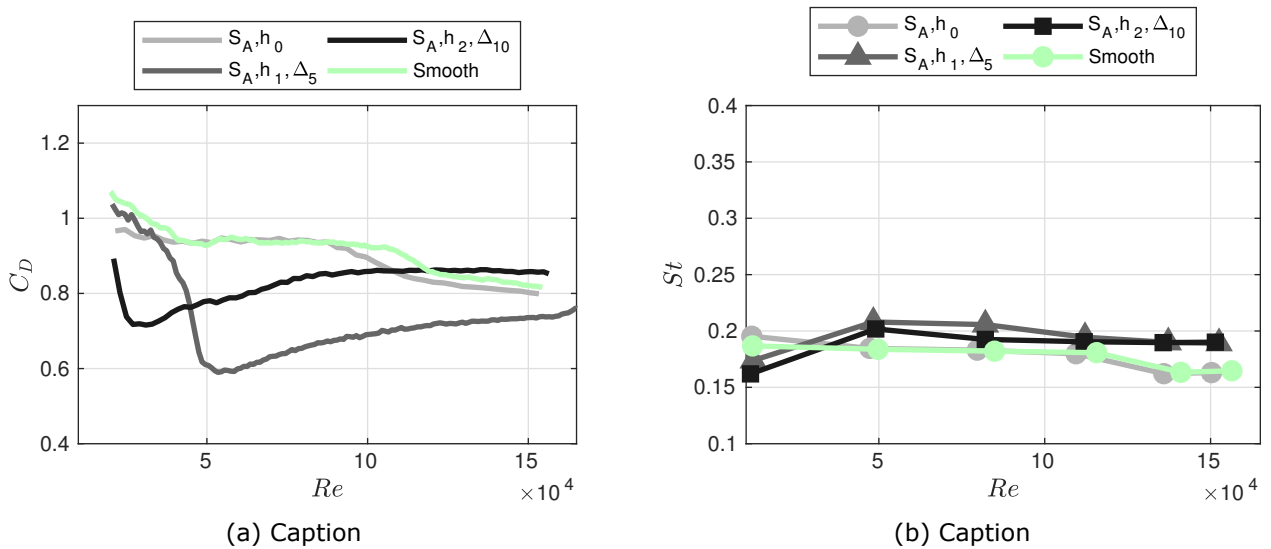 S_A,h_0
S_A,h_2,Δ_10
S_A,h_1,Δ_5
Smooth
1.2
1
0.8
0.6
0.4
C_D
5
10
15
Re
×10^4
(a) Caption
S_A,h_0
S_A,h_2,Δ_10
S_A,h_1,Δ_5
Smooth
0.4
0.35
0.3
0.25
0.2
0.15
0.1
St
5
10
15
Re
×10^4
(b) Caption